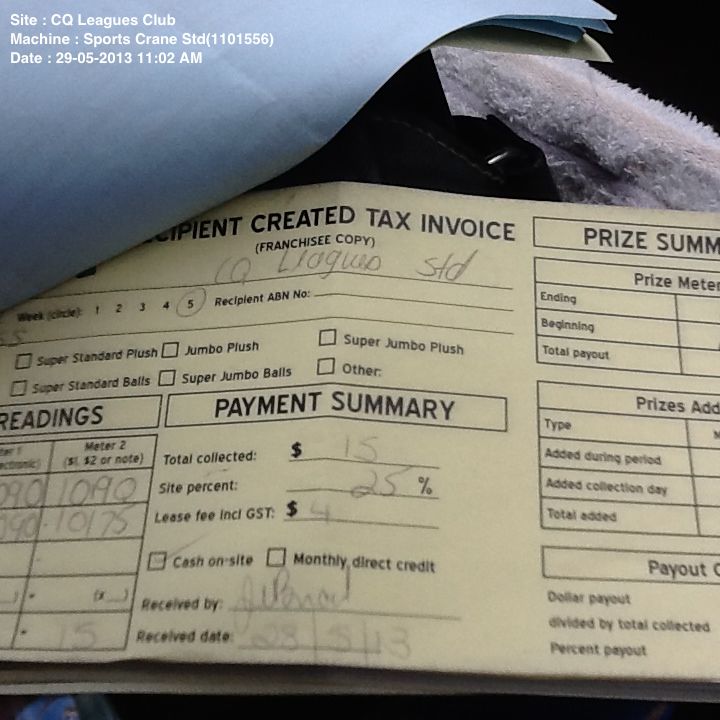 Site : CQ Leagues Club
Machine : Sports Crane Std(1101556)
Date : 29-05-2013 11:02 AM
CIPIENT CREATED TAX INVOICE
(FRANCHISEE COPY)
CQ Llagues Std
Week (circle): 1 2 3 4 5 Recipient ABN No:
Super Standard Plush Jumbo Plush Super Jumbo Plush
Super Standard Balls Super Jumbo Balls Other:
READINGS
Meter 2
($1, $2 or note)
1090
10175
15
PAYMENT SUMMARY
Total collected: $ 15
Site percent: 25 %
Lease fee incl GST: $ 4
Cash on-site Monthly direct credit
Received by:
Received date: 28/5/13
PRIZE SUMM
Prize Meter
Ending
Beginning
Total payout
Prizes Add
Type
Added during period
Added collection day
Total added
Payout C
Dollar payout
divided by total collected
Percent payout